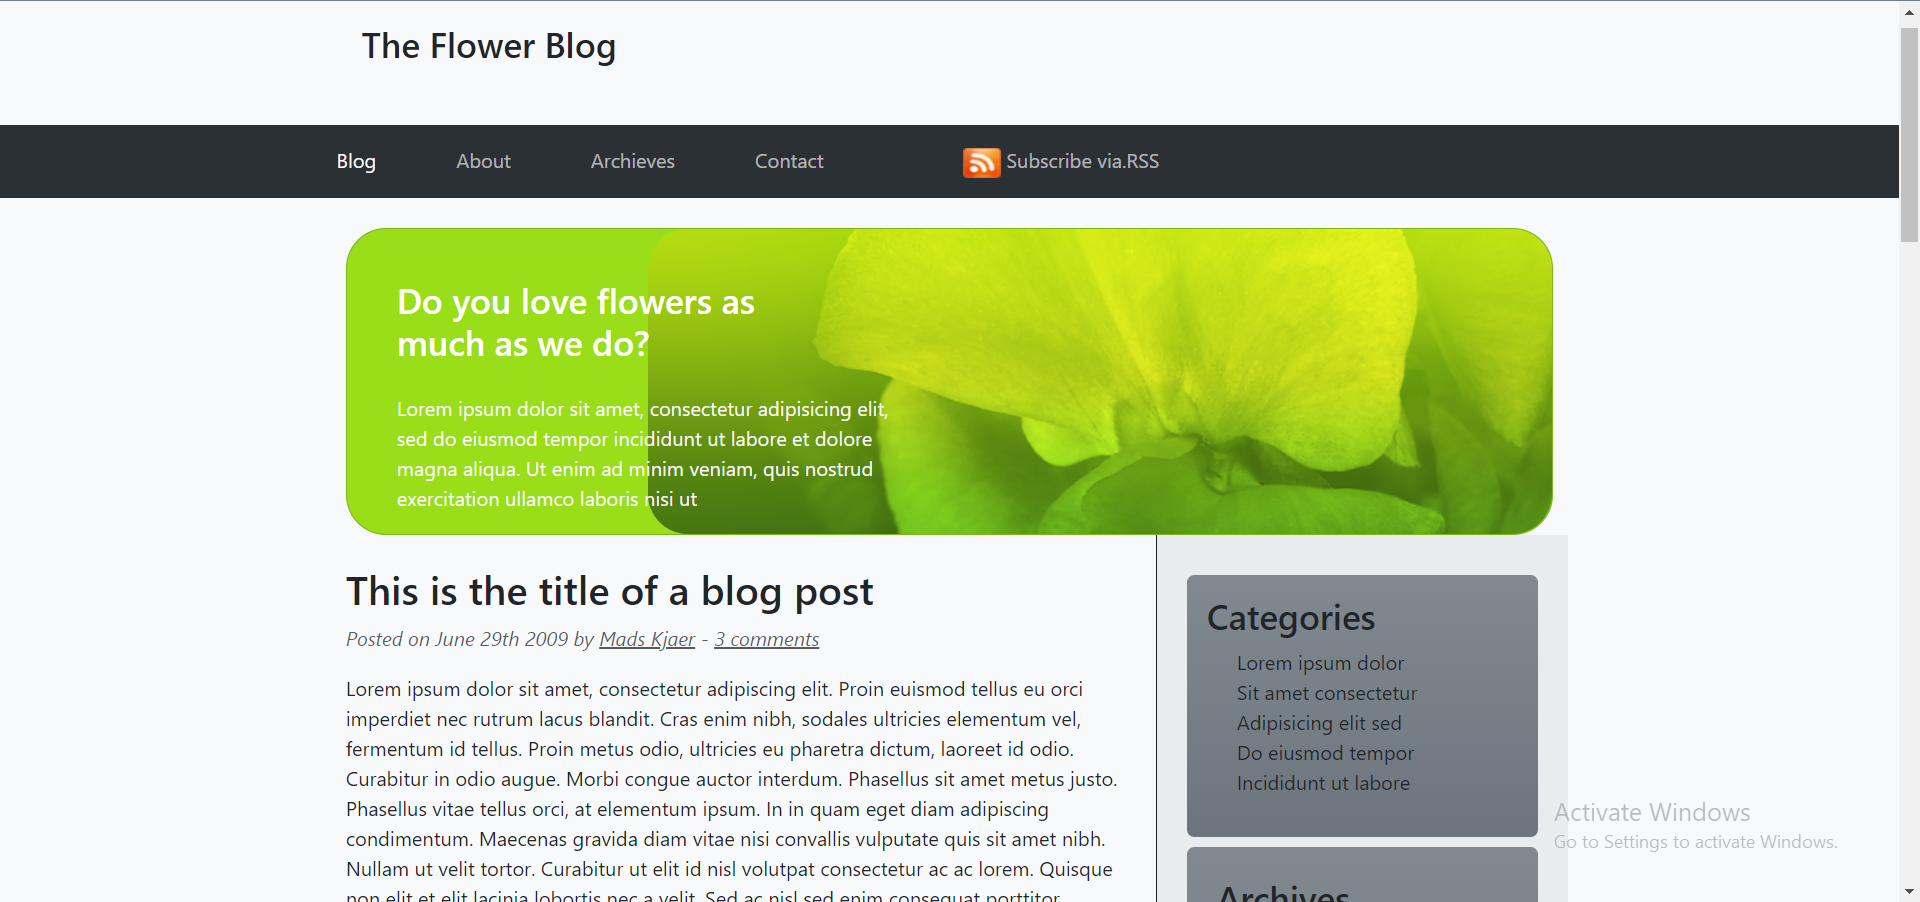 The Flower Blog
Blog About Archieves Contact Subscribe via.RSS
Do you love flowers as
much as we do?
Lorem ipsum dolor sit amet, consectetur adipisicing elit,
sed do eiusmod tempor incididunt ut labore et dolore
magna aliqua. Ut enim ad minim veniam, quis nostrud
exercitation ullamco laboris nisi ut
This is the title of a blog post
Posted on June 29th 2009 by Mads Kjaer - 3 comments
Lorem ipsum dolor sit amet, consectetur adipiscing elit. Proin euismod tellus eu orci
imperdiet nec rutrum lacus blandit. Cras enim nibh, sodales ultricies elementum vel,
fermentum id tellus. Proin metus odio, ultricies eu pharetra dictum, laoreet id odio.
Curabitur in odio augue. Morbi congue auctor interdum. Phasellus sit amet metus justo.
Phasellus vitae tellus orci, at elementum ipsum. In in quam eget diam adipiscing
condimentum. Maecenas gravida diam vitae nisi convallis vulputate quis sit amet nibh.
Nullam ut velit tortor. Curabitur ut elit id nisl volutpat consectetur ac ac lorem. Quisque
non elit et elit lacinia lobortis nec a velit. Sed ac nisl sed enim consequat porttitor.
Categories
Lorem ipsum dolor
Sit amet consectetur
Adipisicing elit sed
Do eiusmod tempor
Incididunt ut labore
Archives
Activate Windows
Go to Settings to activate Windows.